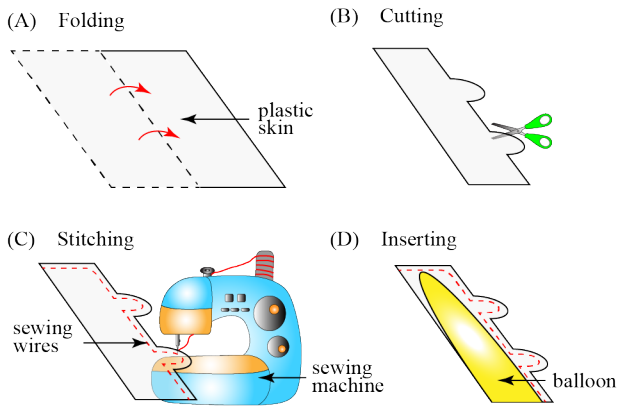 (A) Folding
plastic
skin
(B) Cutting
(C) Stitching
sewing
wires
sewing
machine
(D) Inserting
balloon